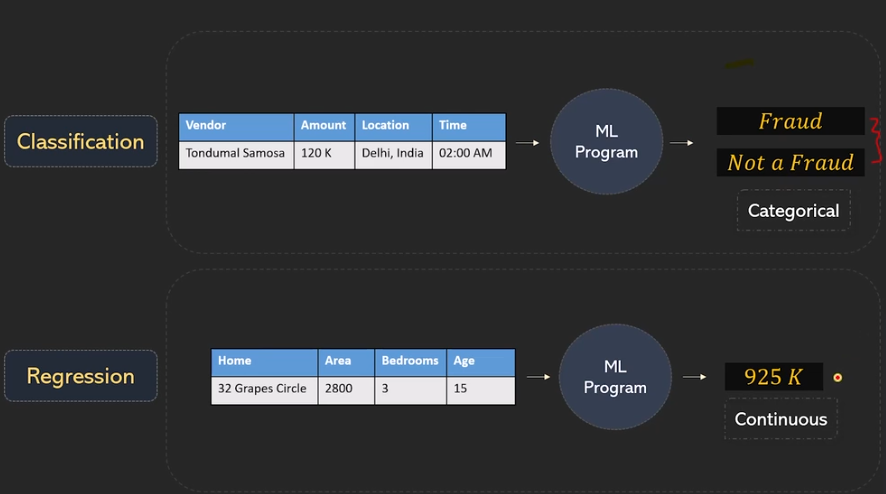 Classification
Vendor Amount Location Time
Tondumal Samosa 120 K Delhi, India 02:00 AM
ML
Program
Fraud
Not a Fraud
Categorical
Regression
Home Area Bedrooms Age
32 Grapes Circle 2800 3 15
ML
Program
925 K
Continuous